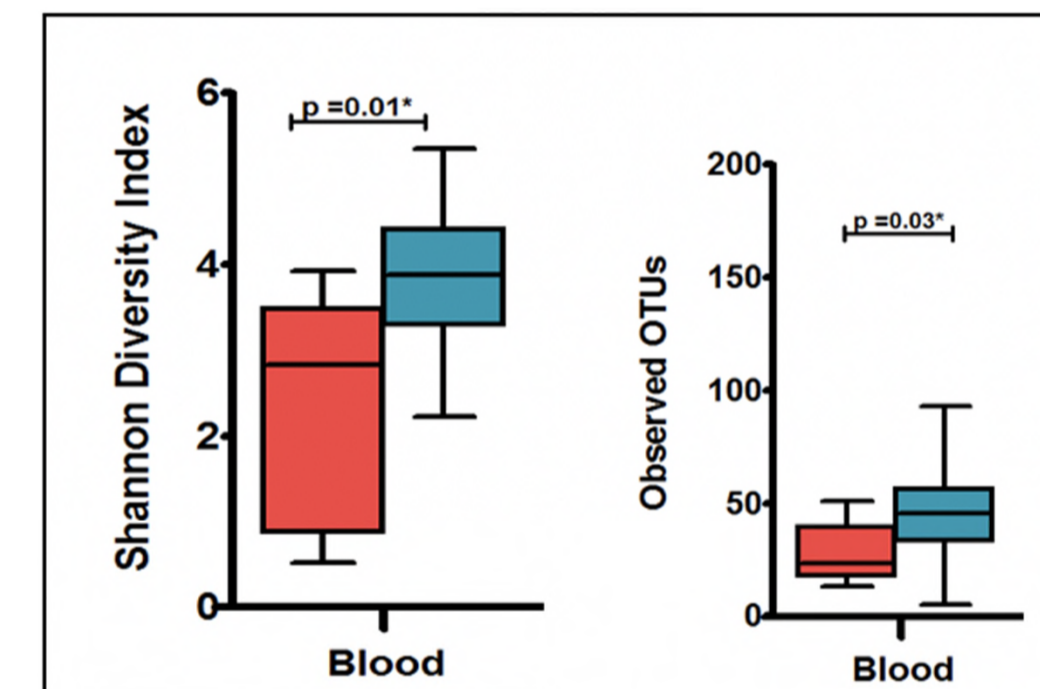 Shannon Diversity Index
6
4
2
0
p =0.01*
Blood
Observed OTUs
200
150
100
50
0
p =0.03*
Blood